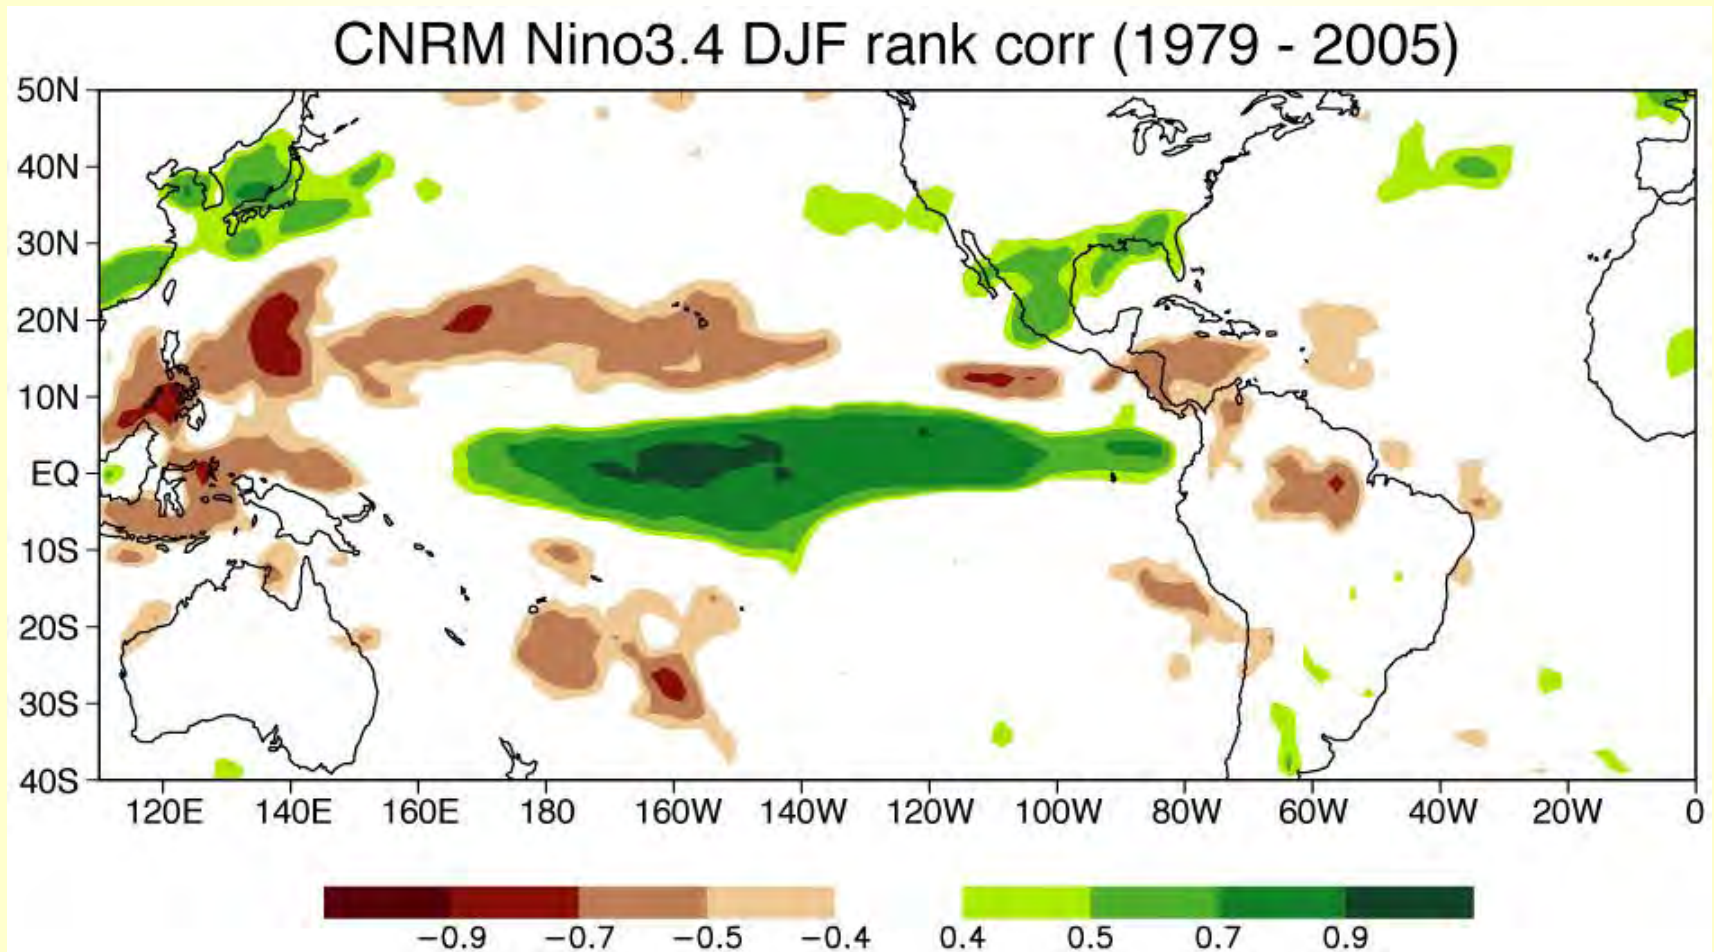 CNRM Nino3.4 DJF rank corr (1979 - 2005)
50N
40N
30N
20N
10N
EQ
10S
20S
30S
40S
120E 140E 160E 180 160W 140W 120W 100W 80W 60W 40W 20W 0
−0.9 −0.7 −0.5 −0.4 0.4 0.5 0.7 0.9